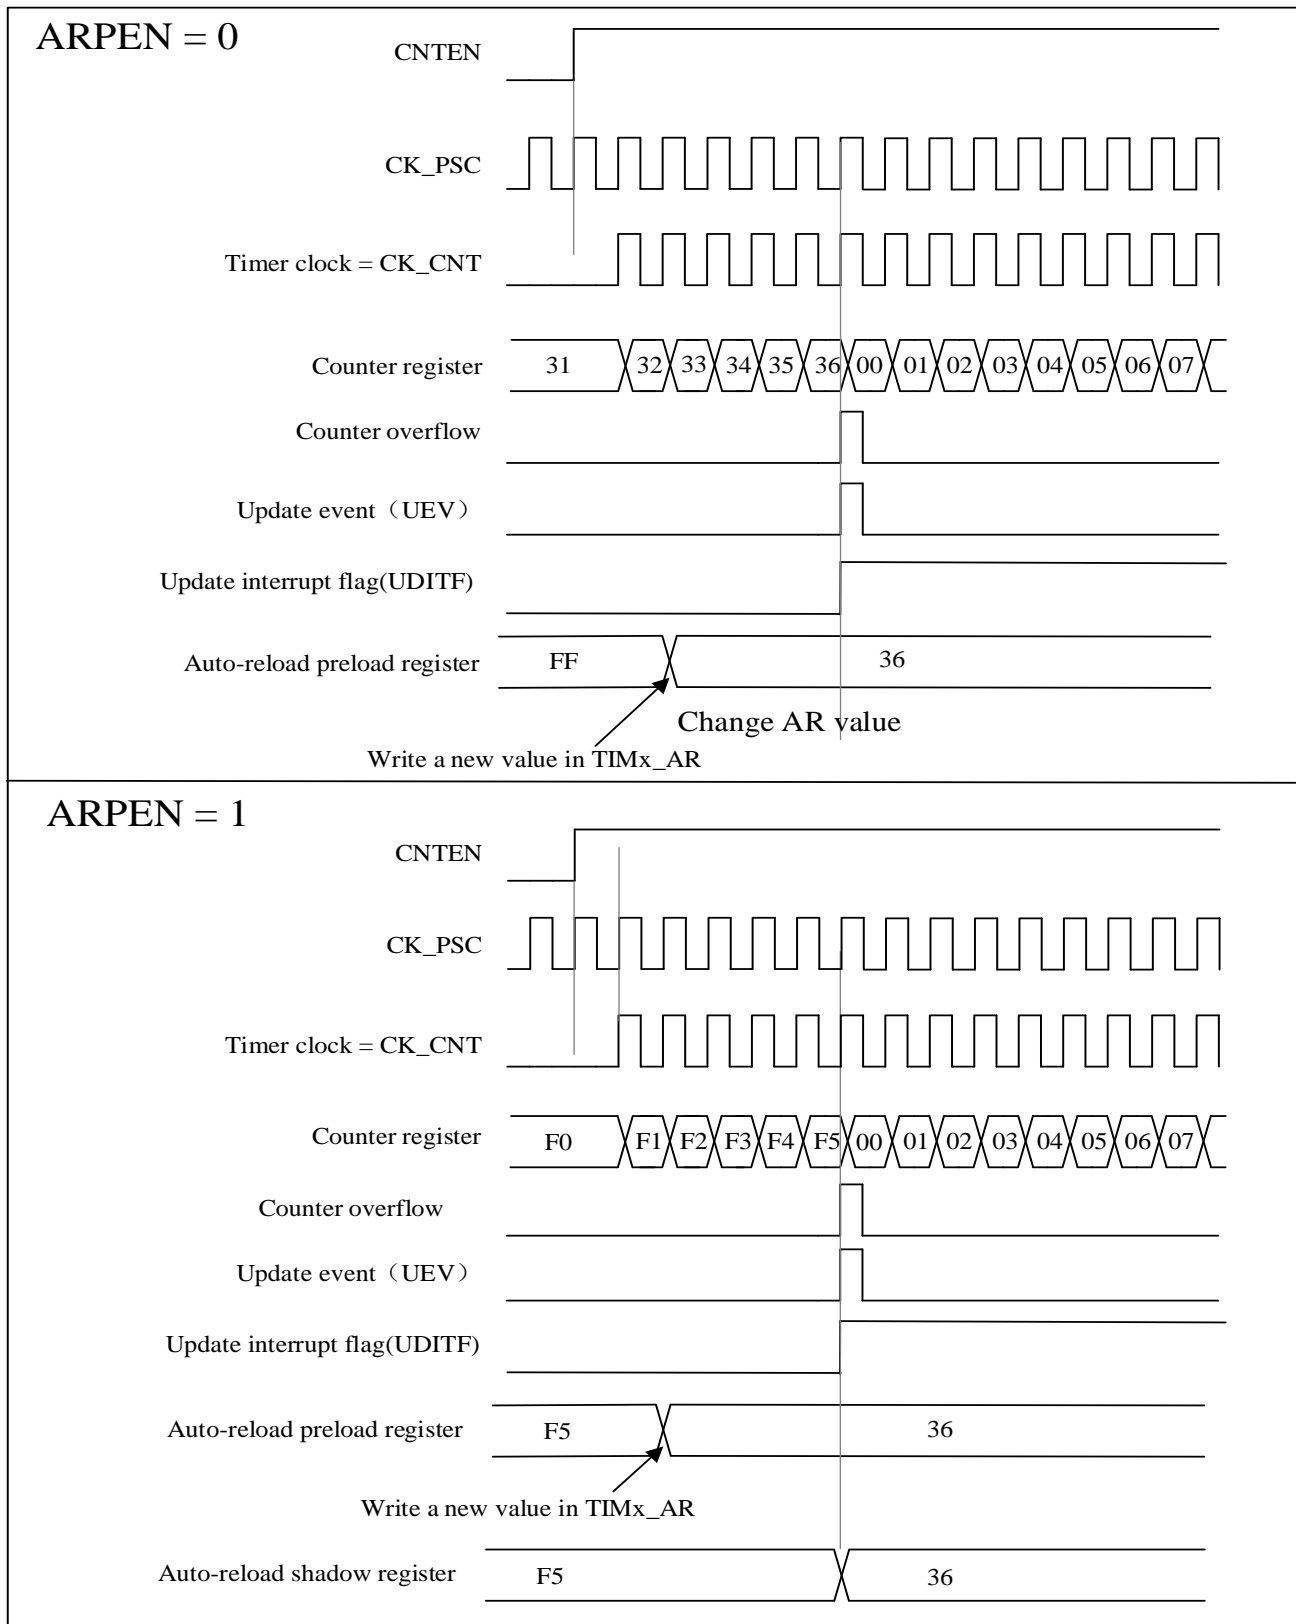 ARPEN = 0
CNTEN
CK_PSC
Timer clock = CK_CNT
Counter register 31 32 33 34 35 36 00 01 02 03 04 05 06 07
Counter overflow
Update event（UEV）
Update interrupt flag(UDITF)
Auto-reload preload register FF 36
Change AR value
Write a new value in TIMx_AR
ARPEN = 1
CNTEN
CK_PSC
Timer clock = CK_CNT
Counter register F0 F1 F2 F3 F4 F5 00 01 02 03 04 05 06 07
Counter overflow
Update event（UEV）
Update interrupt flag(UDITF)
Auto-reload preload register F5 36
Write a new value in TIMx_AR
Auto-reload shadow register F5 36